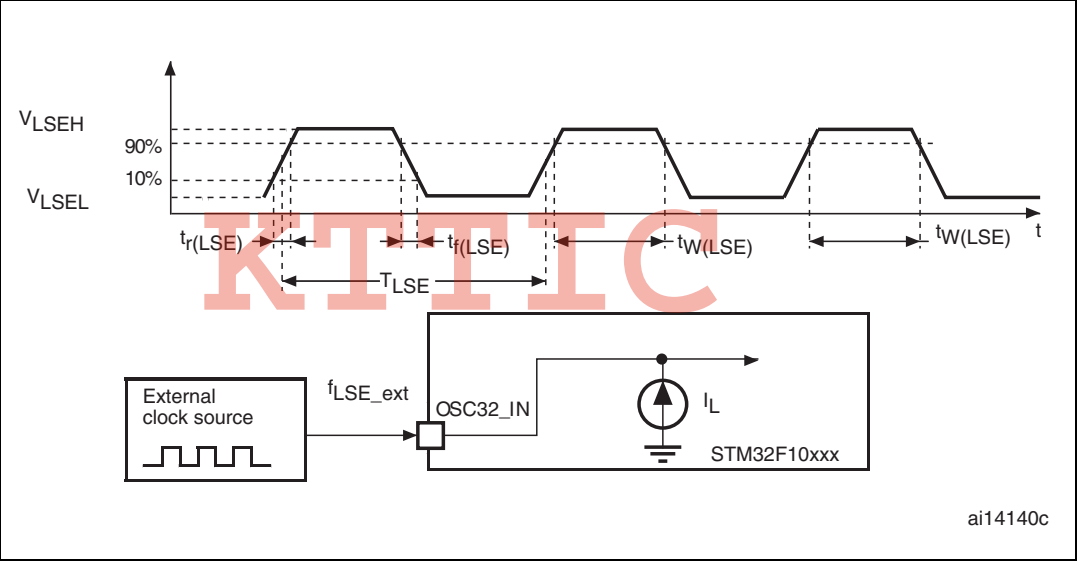 VLSEH
90%
10%
VLSEL
tr(LSE)
tf(LSE)
tW(LSE)
tW(LSE)
t
TLSE
KTTIC
External
clock source
fLSE_ext
OSC32_IN
IL
STM32F10xxx
ai14140c